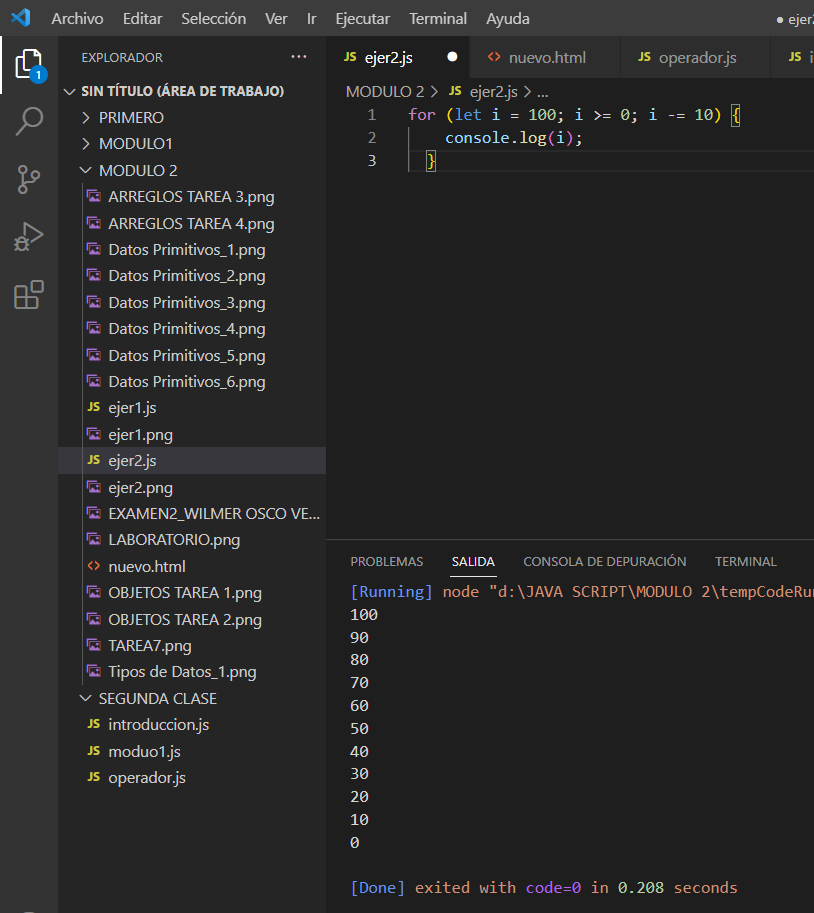 Archivo Editar Selección Ver Ir Ejecutar Terminal Ayuda ● ejer2
EXPLORADOR ···
SIN TÍTULO (ÁREA DE TRABAJO)
PRIMERO
MODULO1
MODULO 2
ARREGLOS TAREA 3.png
ARREGLOS TAREA 4.png
Datos Primitivos_1.png
Datos Primitivos_2.png
Datos Primitivos_3.png
Datos Primitivos_4.png
Datos Primitivos_5.png
Datos Primitivos_6.png
JS ejer1.js
ejer1.png
JS ejer2.js
ejer2.png
EXAMEN2_WILMER OSCO VE...
LABORATORIO.png
<> nuevo.html
OBJETOS TAREA 1.png
OBJETOS TAREA 2.png
TAREA7.png
Tipos de Datos_1.png
SEGUNDA CLASE
JS introduccion.js
JS moduo1.js
JS operador.js
1
JS ejer2.js ● <> nuevo.html JS operador.js JS
MODULO 2 > JS ejer2.js > ...
1 for (let i = 100; i >= 0; i -= 10) {
2 console.log(i);
3 }
PROBLEMAS SALIDA CONSOLA DE DEPURACIÓN TERMINAL
[Running] node "d:\JAVA SCRIPT\MODULO 2\tempCodeRu
100
90
80
70
60
50
40
30
20
10
0
[Done] exited with code=0 in 0.208 seconds